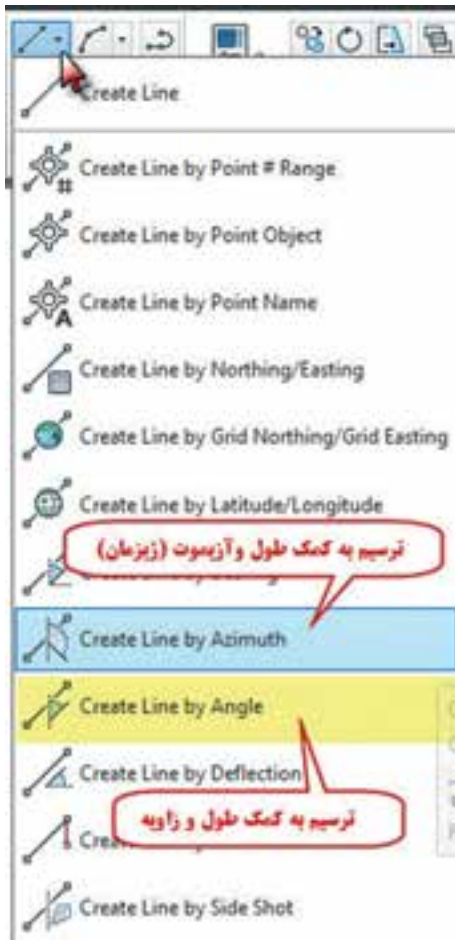 Create Line
Create Line by Point # Range
Create Line by Point Object
Create Line by Point Name
Create Line by Northing/Easting
Create Line by Grid Northing/Grid Easting
Create Line by Latitude/Longitude
ترسیم به کمک طول و آزیموت (ژیزمان)
Create Line by Azimuth
Create Line by Angle
Create Line by Deflection
ترسیم به کمک طول و زاویه
Create Line by Side Shot